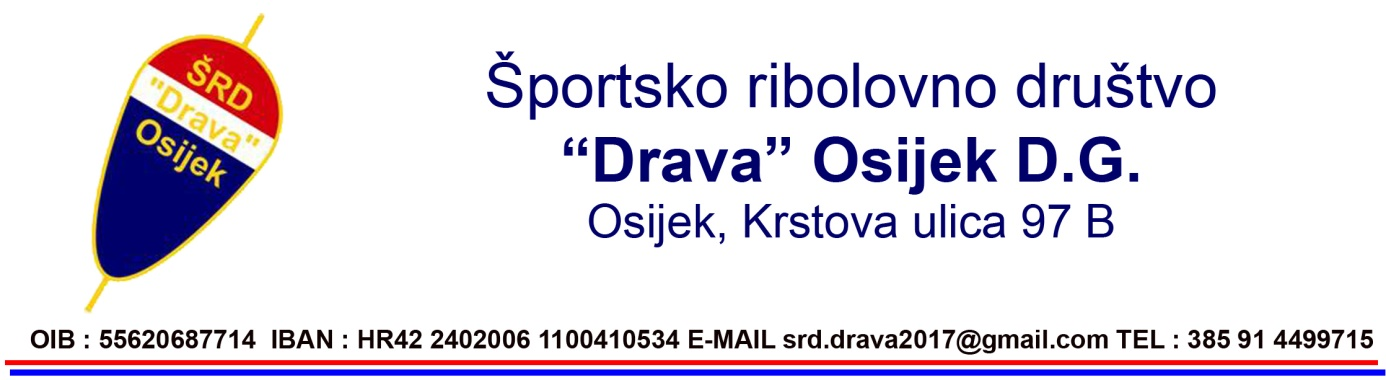 ŠRD
"Drava"
Osijek
Športsko ribolovno društvo
“Drava” Osijek D.G.
Osijek, Krstova ulica 97 B
OIB : 55620687714 IBAN : HR42 2402006 1100410534 E-MAIL srd.drava2017@gmail.com TEL : 385 91 4499715